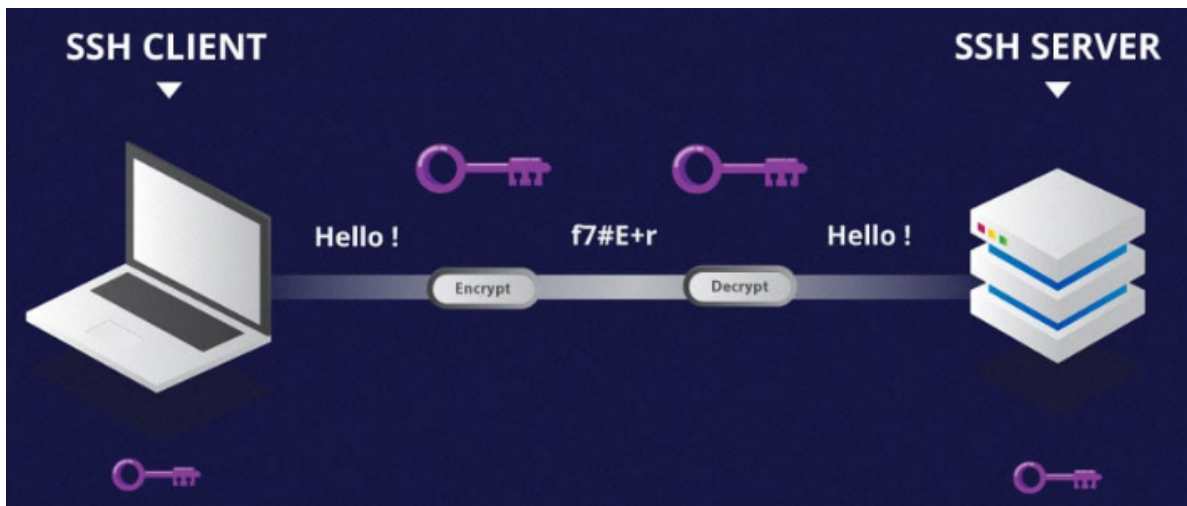 SSH CLIENT
SSH SERVER
Hello !
f7#E+r
Hello !
Encrypt
Decrypt